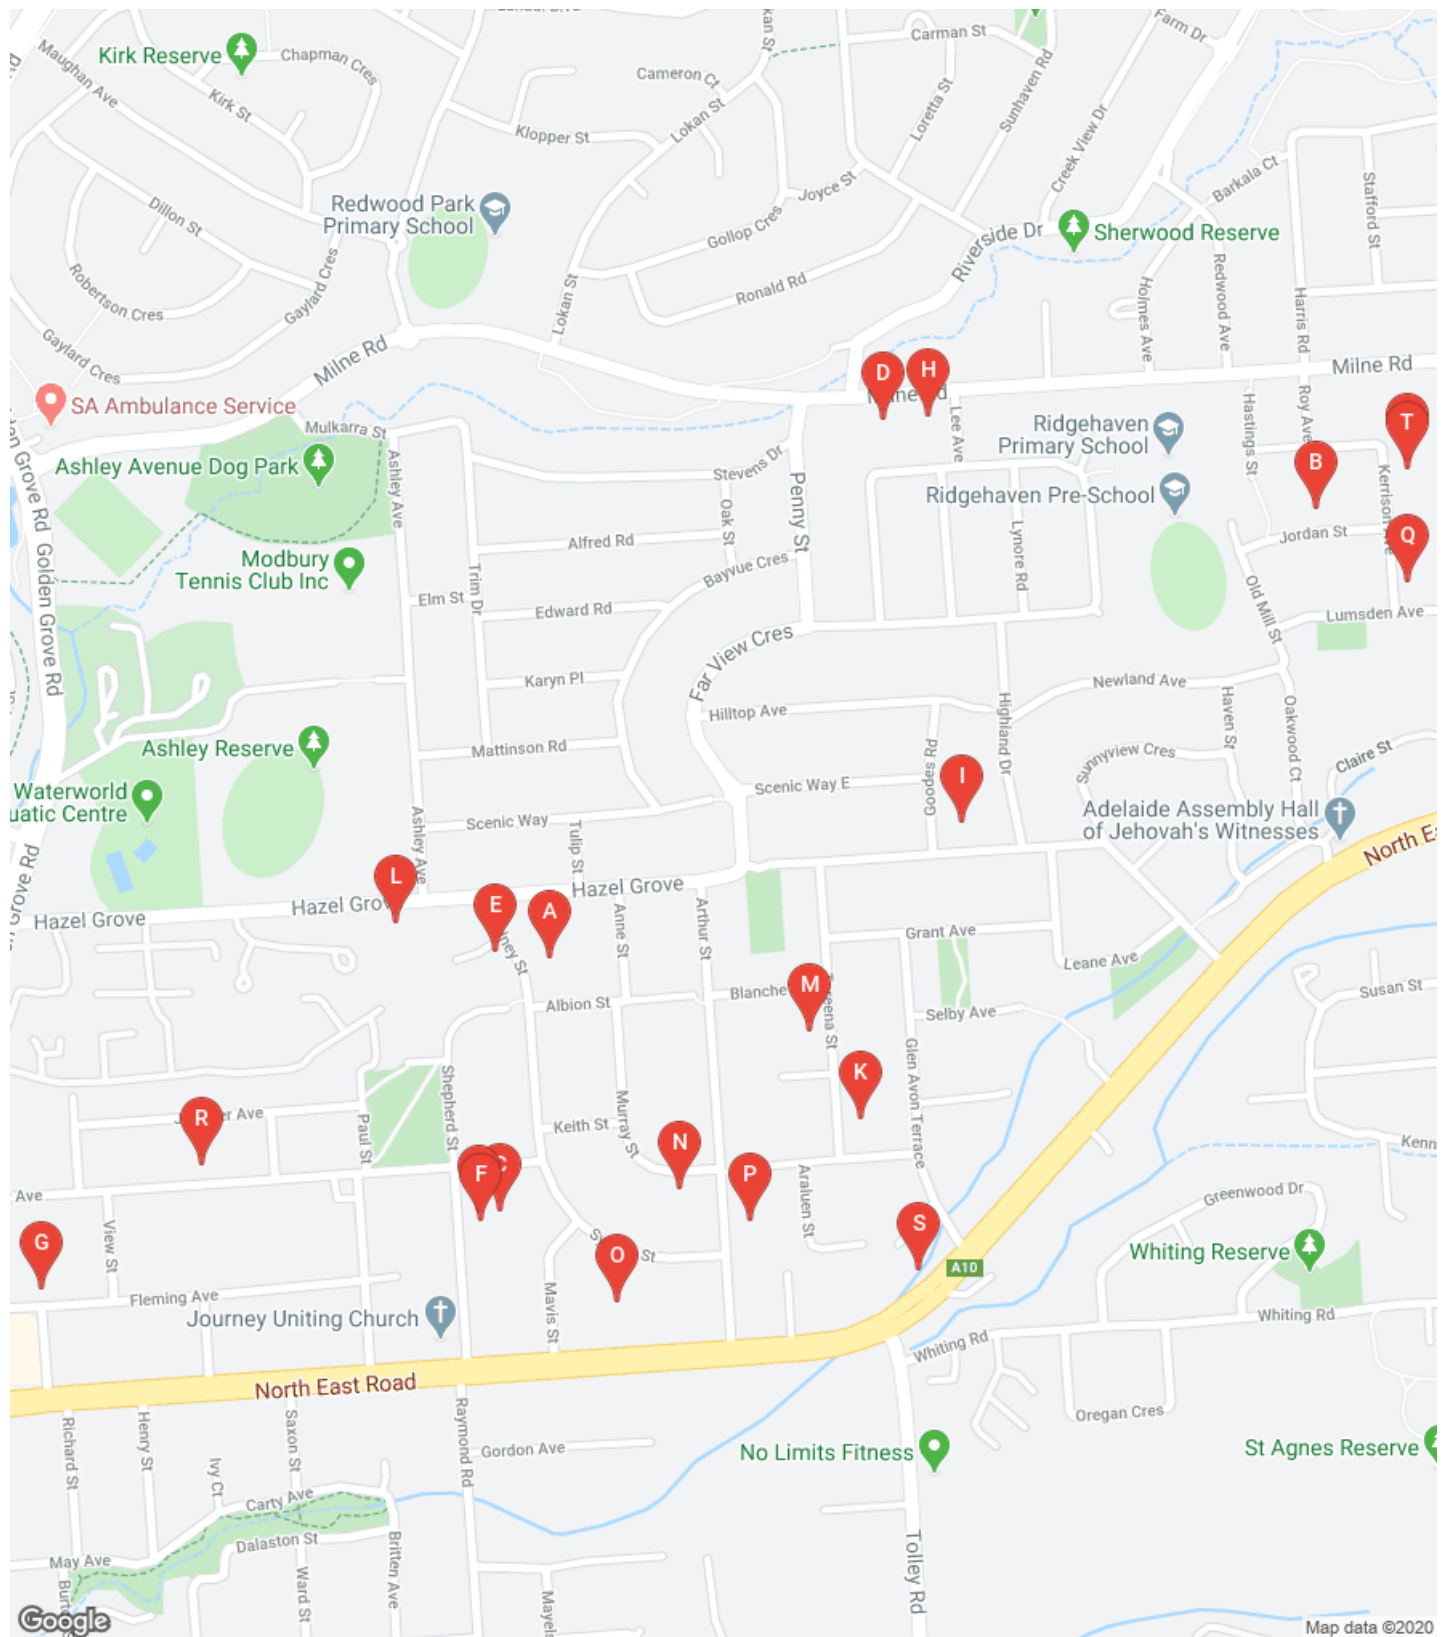 Carman St
Farm Dr
Kirk Reserve
Chapman Cres
Maughan Ave
Cameron Ct
Kirk St
Lokan St
Klopper St
Loretta St
Sunhaven Rd
Creek View Dr
Barkala Ct
Stafford St
Redwood Park
Primary School
Joyce St
Dillon St
Gollop Cres
Riverside Dr
Sherwood Reserve
Robertson Cres
Gaylard Cres
Ronald Rd
Lokan St
Holmes Ave
Redwood Ave
Harris Rd
Gaylard Cres
Milne Rd
Milne Rd
D
H
SA Ambulance Service
Lee Ave
Hastings St
Roy Ave
T
Mulkarra St
Ridgehaven
Primary School
Ashley Avenue Dog Park
Ashley Ave
Stevens Dr
Penny St
B
Ridgehaven Pre-School
Oak St
Lynore Rd
Jordan St
Q
Golden Grove Rd
Alfred Rd
Modbury
Tennis Club Inc
Trim Dr
Bayvue Cres
Elm St
Edward Rd
Old Mill St
Lumsden Ave
Far View Cres
Karyn Pl
Newland Ave
Hilltop Ave
Highland Dr
Haven St
Oakwood Ct
Ashley Reserve
Mattinson Rd
Goopes Rd
Sunnyview Cres
Claire St
I
Scenic Way E
Waterworld
Adelaide Assembly Hall
of Jehovah's Witnesses
Ashley Ave
Scenic Way
Tulip St
L
Hazel Grove
Hazel Grove
E
A
Anne St
Arthur St
Grant Ave
Leane Ave
M
Blanche
Albion St
Susan St
Selby Ave
Glen Avon Terrace
K
Shepherd St
R
Paul St
Murray St
Keith St
N
F
C
P
Araluen St
Ave
View St
Greenwood Dr
S
G
O
Whiting Reserve
A10
Fleming Ave
Mavis St
Journey Uniting Church
Whiting Rd
Whiting Rd
North East Road
Richard St
Henry St
Saxon St
Raymond Rd
Oregan Cres
Gordon Ave
No Limits Fitness
St Agnes Reserve
Ivy Ct
Carty Ave
Dalaston St
Britten Ave
Tolley Rd
May Ave
Ward St
Google
Map data ©2020